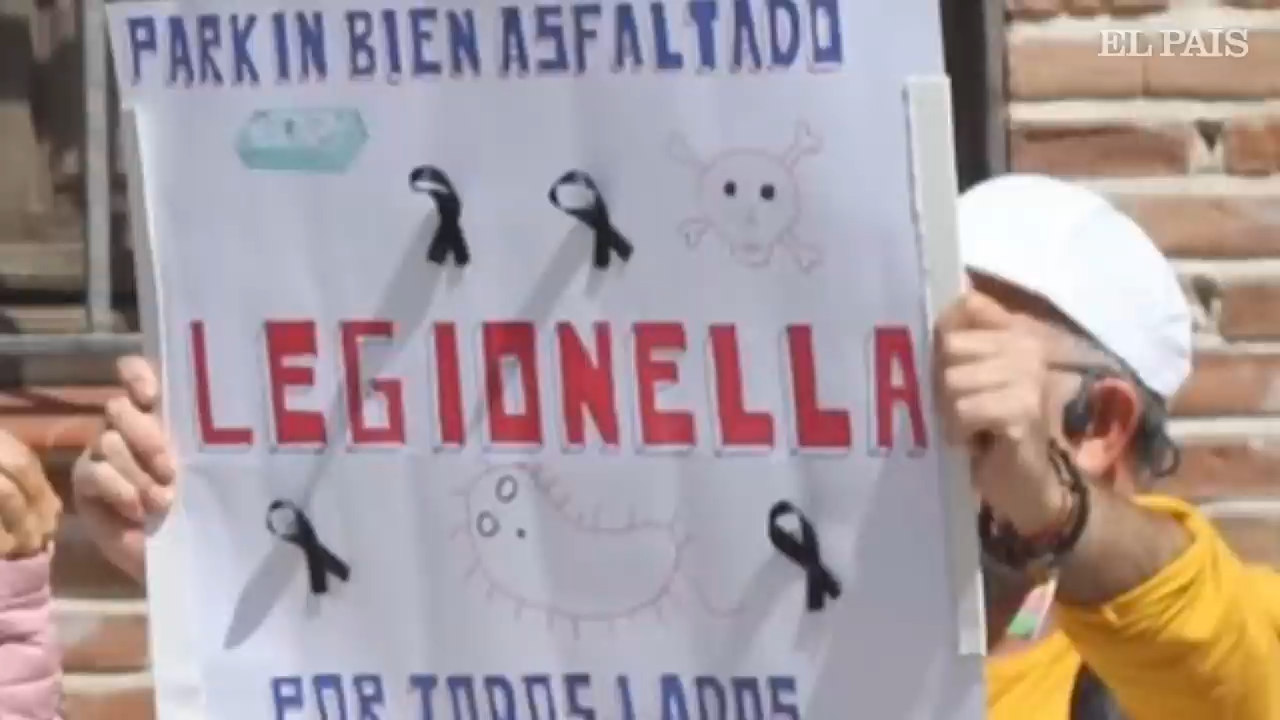 PARKIN BIEN ASFALTADO
EL PAÍS
LEGIONELLA
POR TODOS LADOS